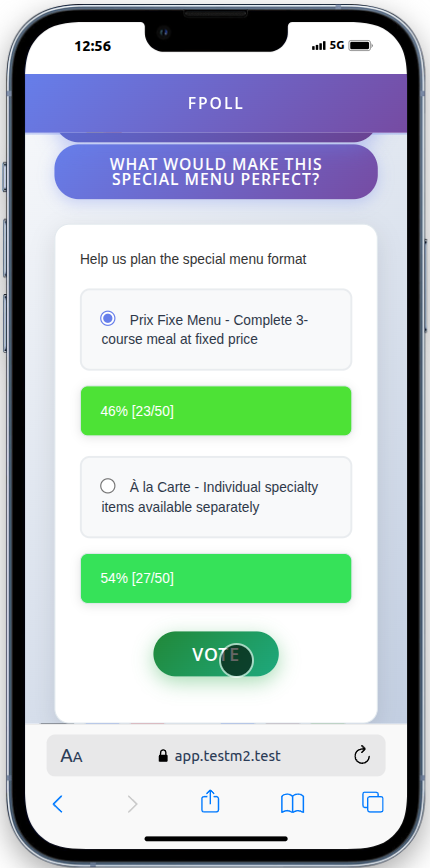 12:56
5G
FPOLL
WHAT WOULD MAKE THIS
SPECIAL MENU PERFECT?
Help us plan the special menu format
Prix Fixe Menu - Complete 3-
course meal at fixed price
46% [23/50]
À la Carte - Individual specialty
items available separately
54% [27/50]
VOTE
AA
app.testm2.test